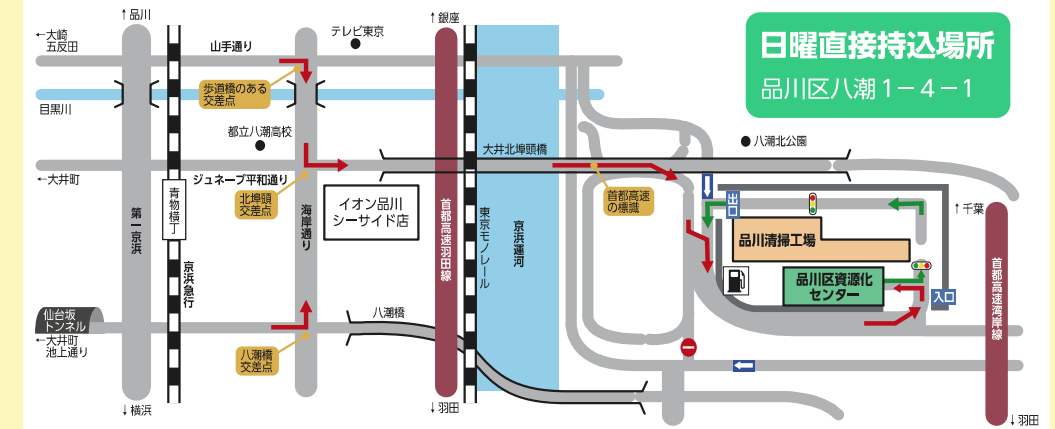 ↑品川
←大崎
五反田
山手通り
テレビ東京
↑銀座
日曜直接持込場所
品川区八潮1－4－1
目黒川
歩道橋のある
交差点
都立八潮高校
大井北埠頭橋
八潮北公園
←大井町
ジュネーブ平和通り
青物横丁
北埠頭
交差点
イオン品川
シーサイド店
首都高速
の標識
出口
↑千葉
第一京浜
海岸通り
首都高速羽田線
東京モノレール
京浜運河
品川清掃工場
京浜急行
品川区資源化
センター
入口
首都高速湾岸線
仙台坂
トンネル
←大井町
池上通り
八潮橋
八潮橋
交差点
↓横浜
↓羽田
↓羽田